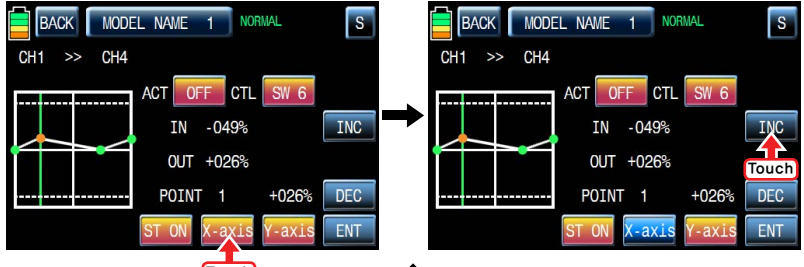 BACK MODEL NAME 1 NORMAL S
CH1 >> CH4
ACT OFF CTL SW 6
IN -049% INC
OUT +026%
POINT 1 +026% DEC
ST ON X-axis Y-axis ENT
BACK MODEL NAME 1 NORMAL S
CH1 >> CH4
ACT OFF CTL SW 6
IN -049% INC
OUT +026% Touch
POINT 1 +026% DEC
ST ON X-axis Y-axis ENT